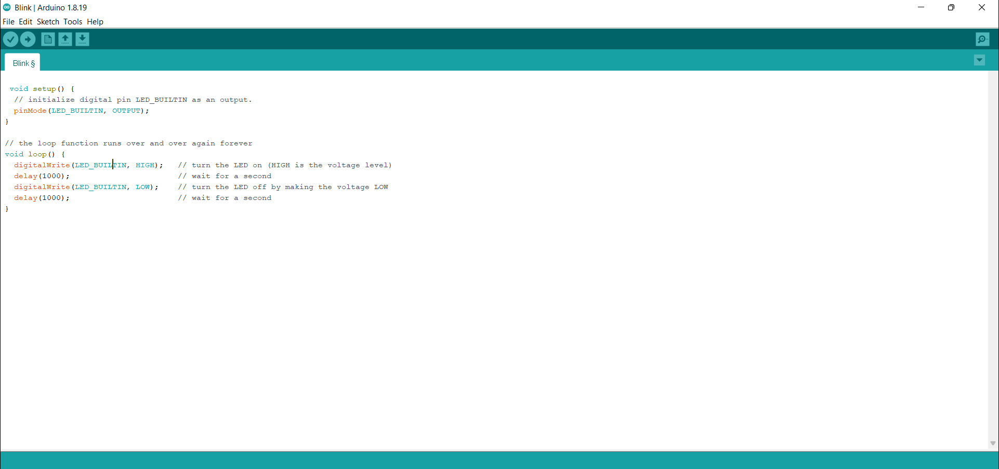 Blink | Arduino 1.8.19
File Edit Sketch Tools Help
Blink §
void setup() {
  // initialize digital pin LED_BUILTIN as an output.
  pinMode(LED_BUILTIN, OUTPUT);
}
// the loop function runs over and over again forever
void loop() {
  digitalWrite(LED_BUILTIN, HIGH);   // turn the LED on (HIGH is the voltage level)
  delay(1000);                       // wait for a second
  digitalWrite(LED_BUILTIN, LOW);    // turn the LED off by making the voltage LOW
  delay(1000);                       // wait for a second
}